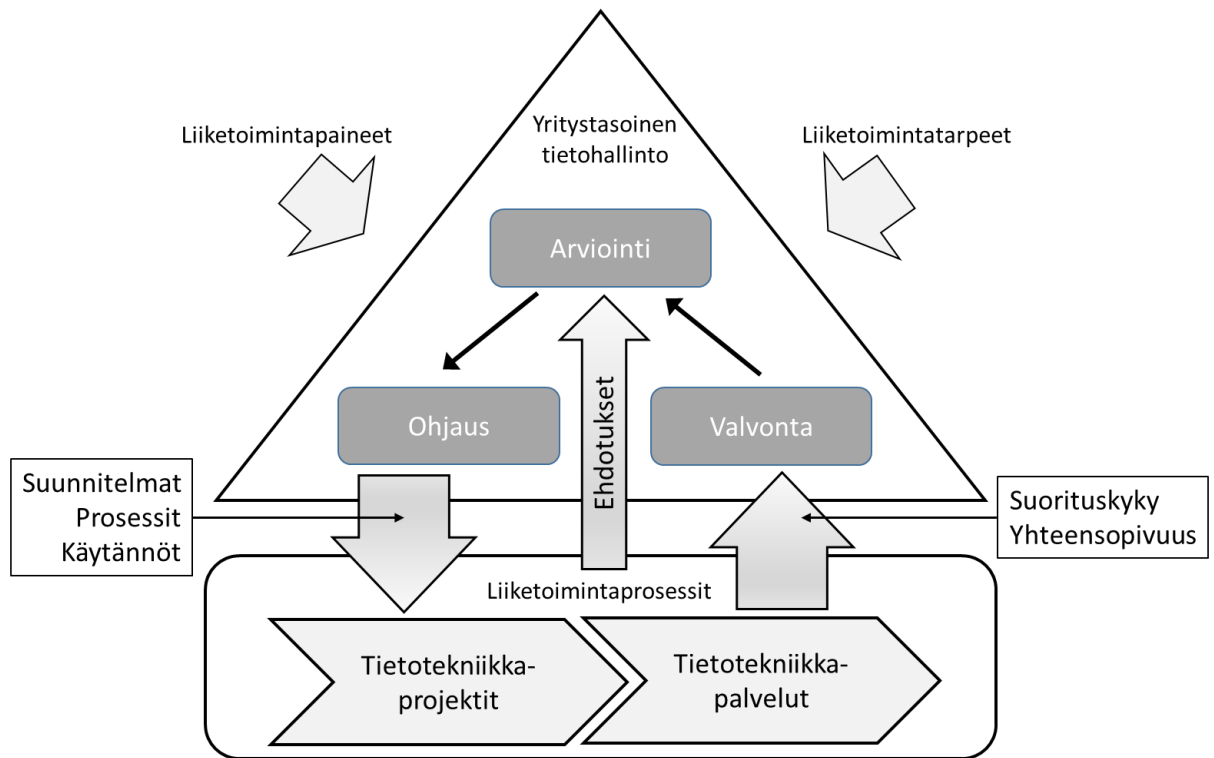 Yritystasoinen
tietohallinto
Liiketoimintapaineet
Liiketoimintatarpeet
Arviointi
Ohjaus
Ehdotukset
Valvonta
Suunnitelmat
Prosessit
Käytännöt
Suorituskyky
Yhteensopivuus
Liiketoimintaprosessit
Tietotekniikka-
projektit
Tietotekniikka-
palvelut